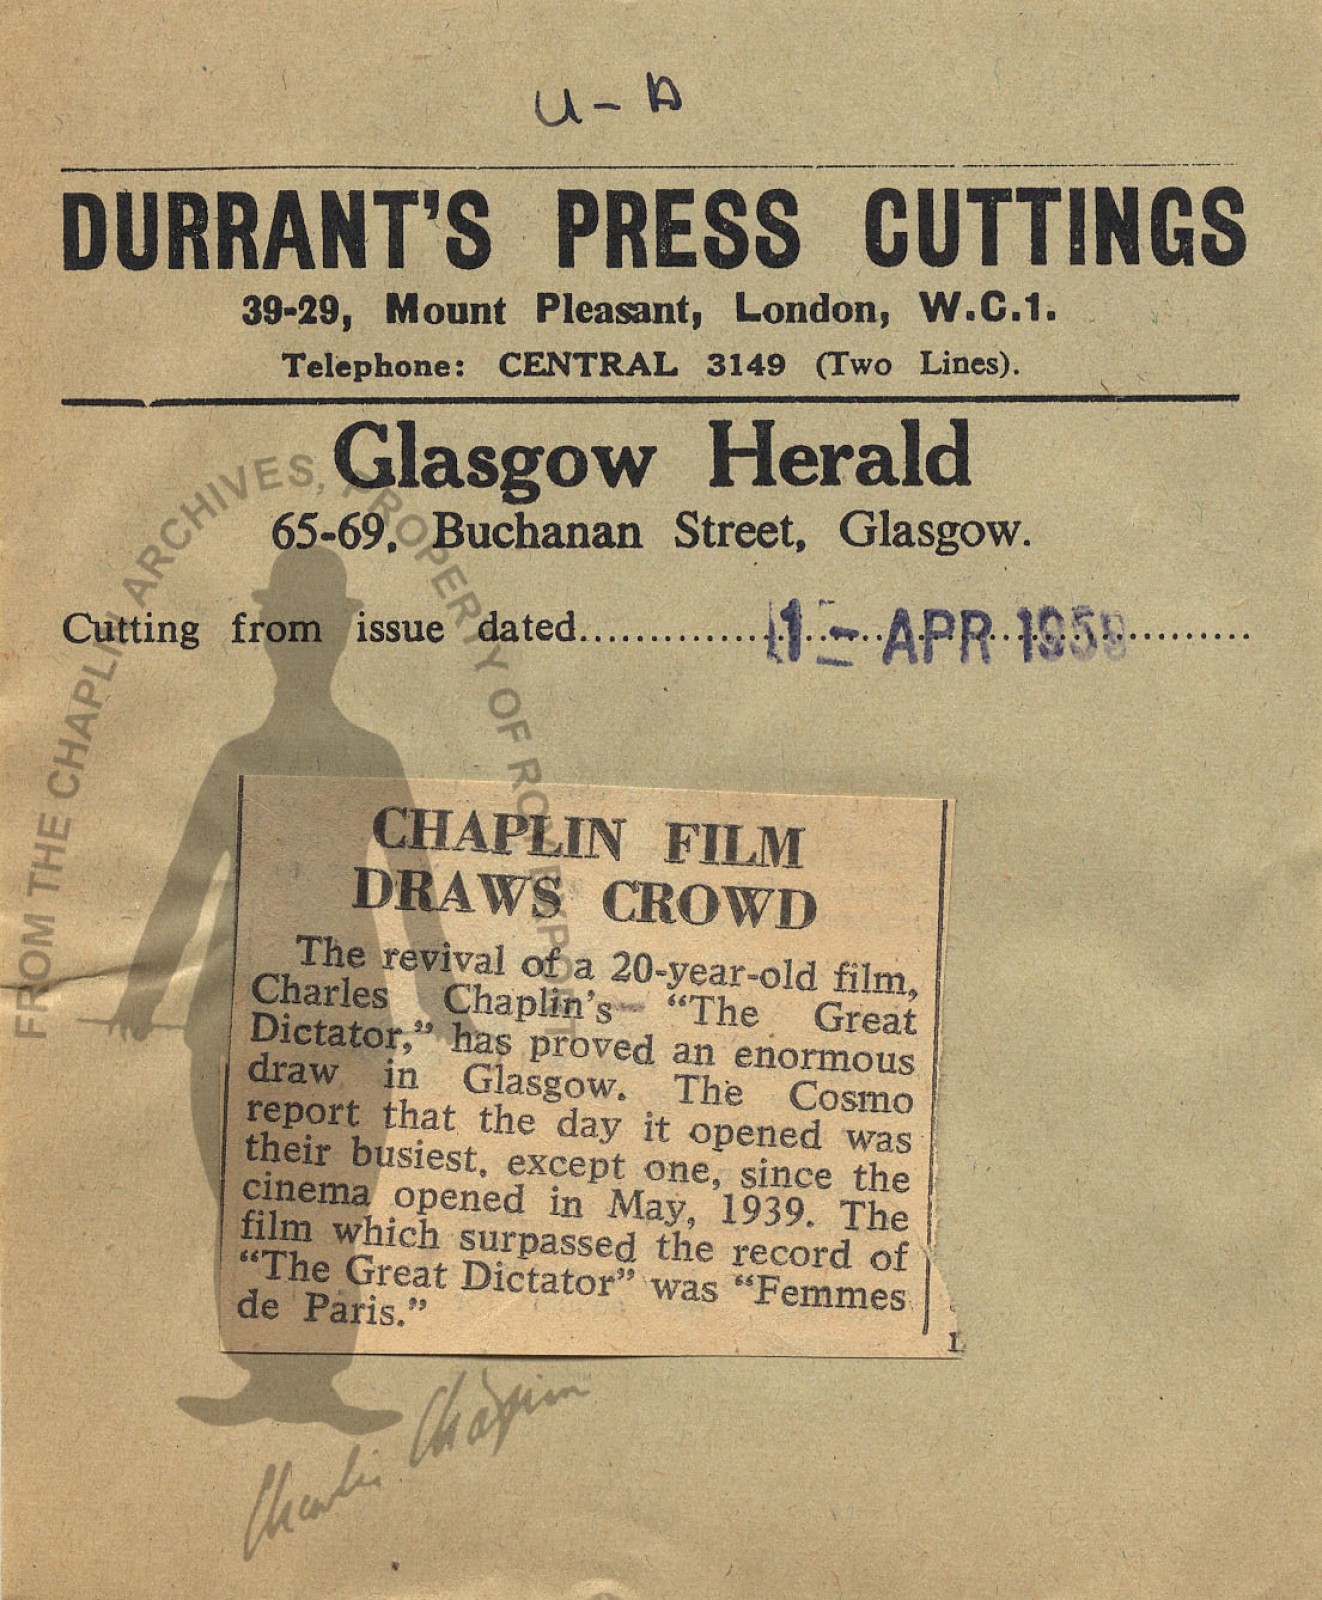 U-A
DURRANT'S PRESS CUTTINGS
39-29, Mount Pleasant, London, W.C.1.
Telephone: CENTRAL 3149 (Two Lines).
Glasgow Herald
65-69, Buchanan Street, Glasgow.
Cutting from issue dated 1 - APR 1959
CHAPLIN FILM
DRAWS CROWD
The revival of a 20-year-old film,
Charles Chaplin's "The Great
Dictator," has proved an enormous
draw in Glasgow. The Cosmo
report that the day it opened was
their busiest, except one, since the
cinema opened in May, 1939. The
film which surpassed the record of
"The Great Dictator" was "Femmes
de Paris."
FROM THE CHAPLIN ARCHIVES, PROPERTY OF ROY EXPORT
Charlie Chaplin